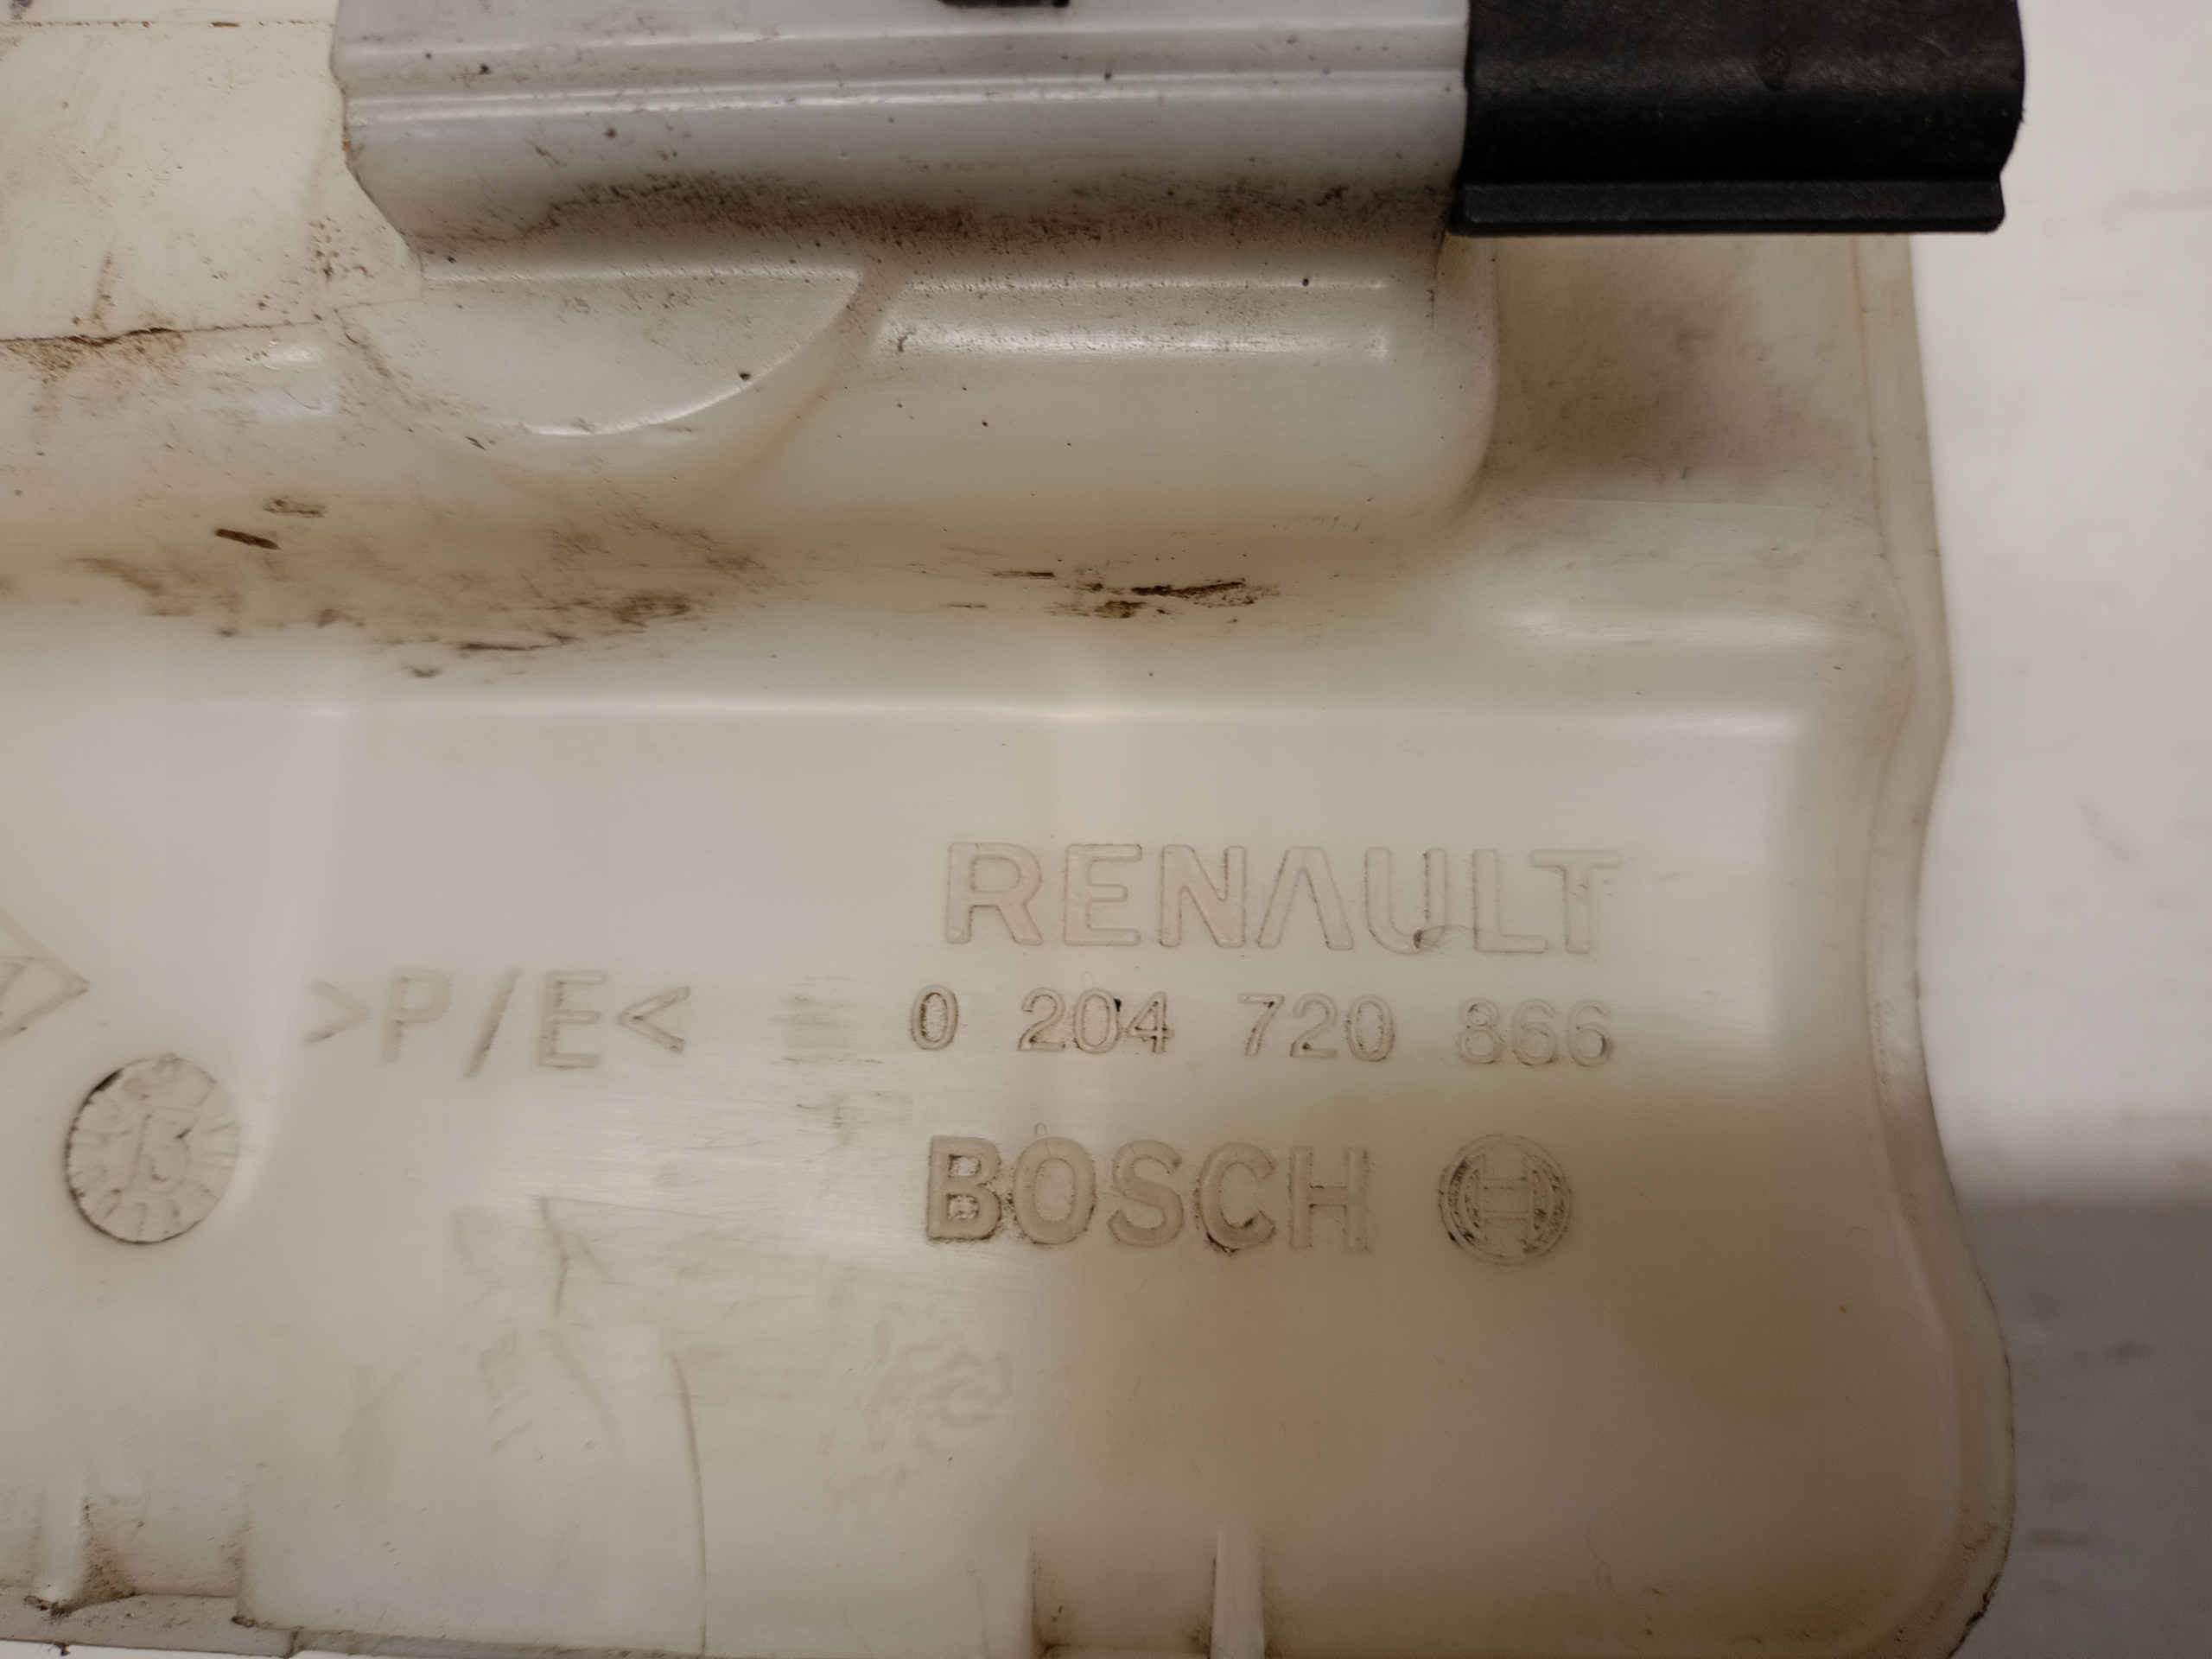 RENAULT
>P/E<
0 204 720 866
BOSCH